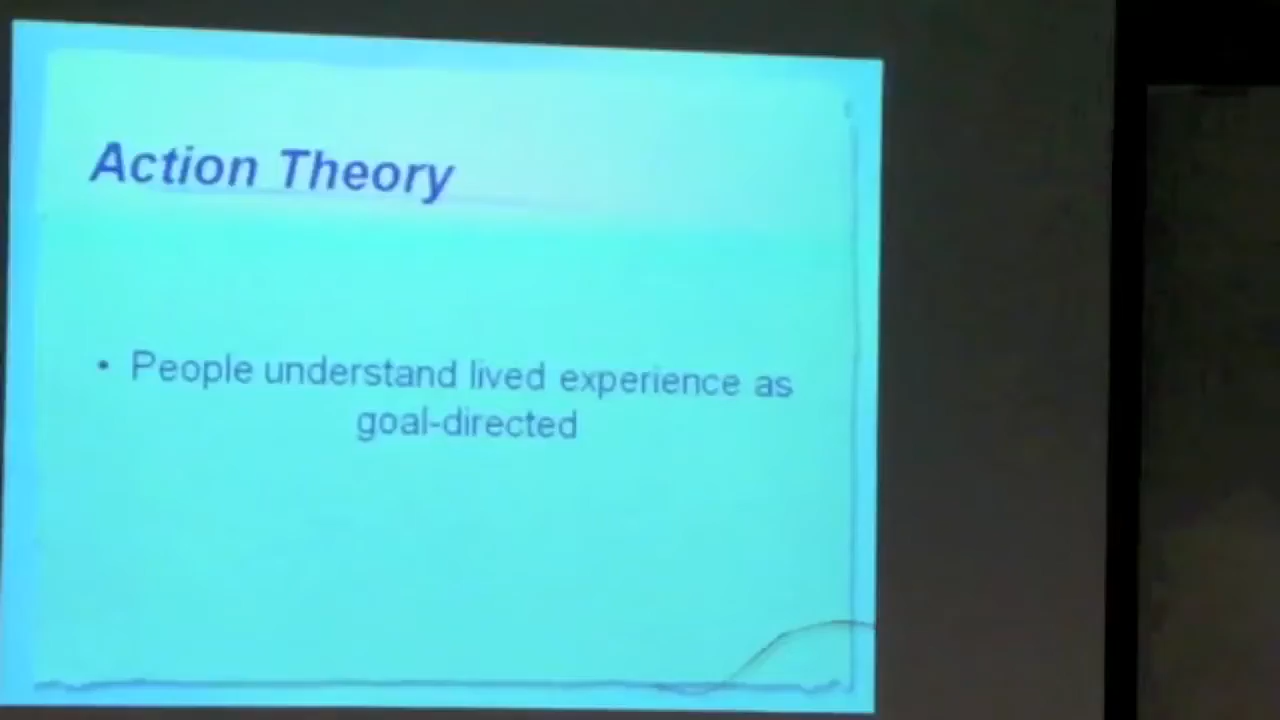 Action Theory
• People understand lived experience as
goal-directed